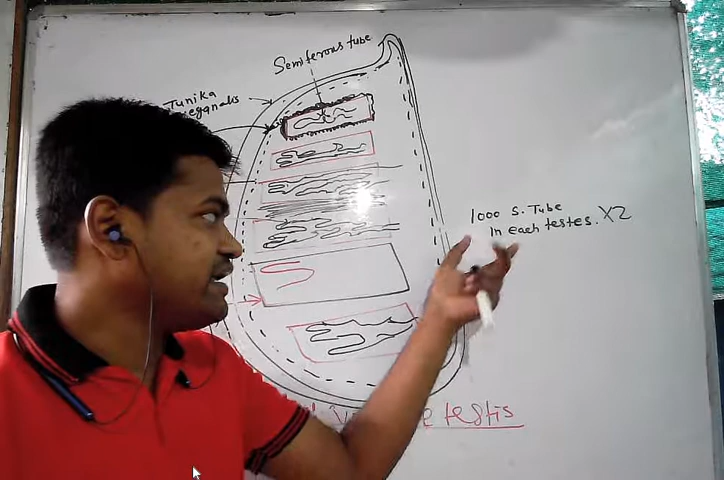 Semiferous tube
Tunika
1000 S. Tube
in each testes. X2
testis